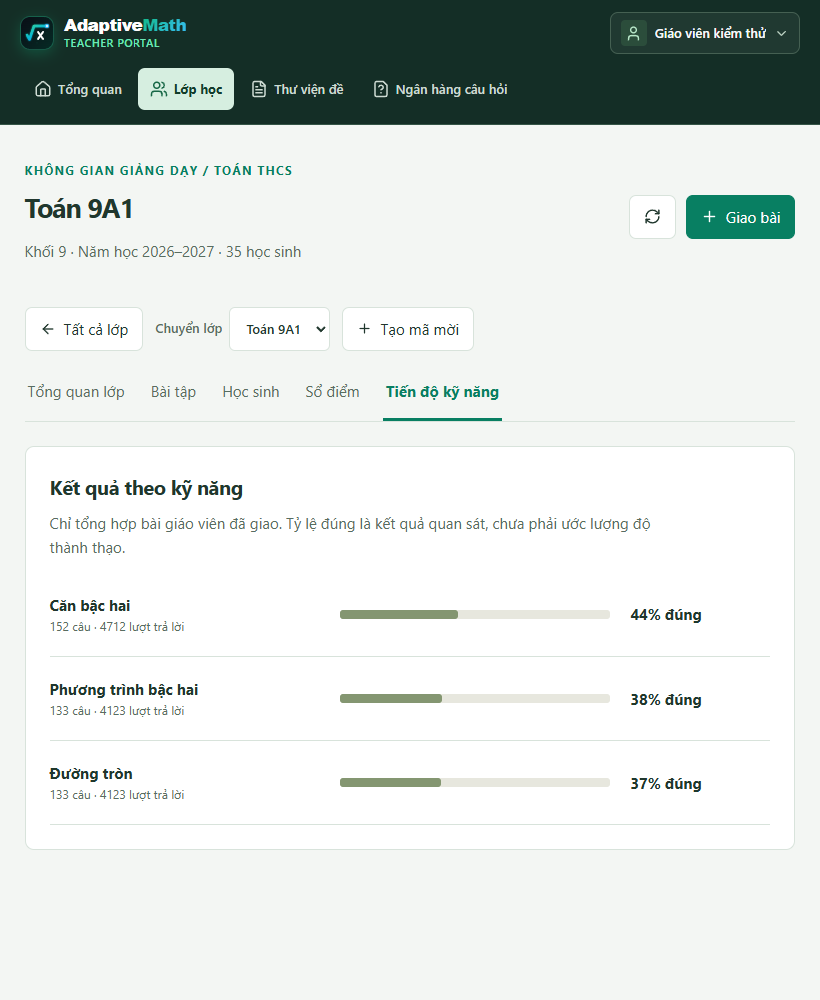 AdaptiveMath
TEACHER PORTAL
Giáo viên kiểm thử
Tổng quan
Lớp học
Thư viện đề
Ngân hàng câu hỏi
KHÔNG GIAN GIẢNG DẠY / TOÁN THCS
Toán 9A1
Khối 9 · Năm học 2026–2027 · 35 học sinh
+ Giao bài
← Tất cả lớp
Chuyển lớp
Toán 9A1
+ Tạo mã mời
Tổng quan lớp
Bài tập
Học sinh
Sổ điểm
Tiến độ kỹ năng
Kết quả theo kỹ năng
Chỉ tổng hợp bài giáo viên đã giao. Tỷ lệ đúng là kết quả quan sát, chưa phải ước lượng độ
thành thạo.
Căn bậc hai
152 câu · 4712 lượt trả lời
44% đúng
Phương trình bậc hai
133 câu · 4123 lượt trả lời
38% đúng
Đường tròn
133 câu · 4123 lượt trả lời
37% đúng